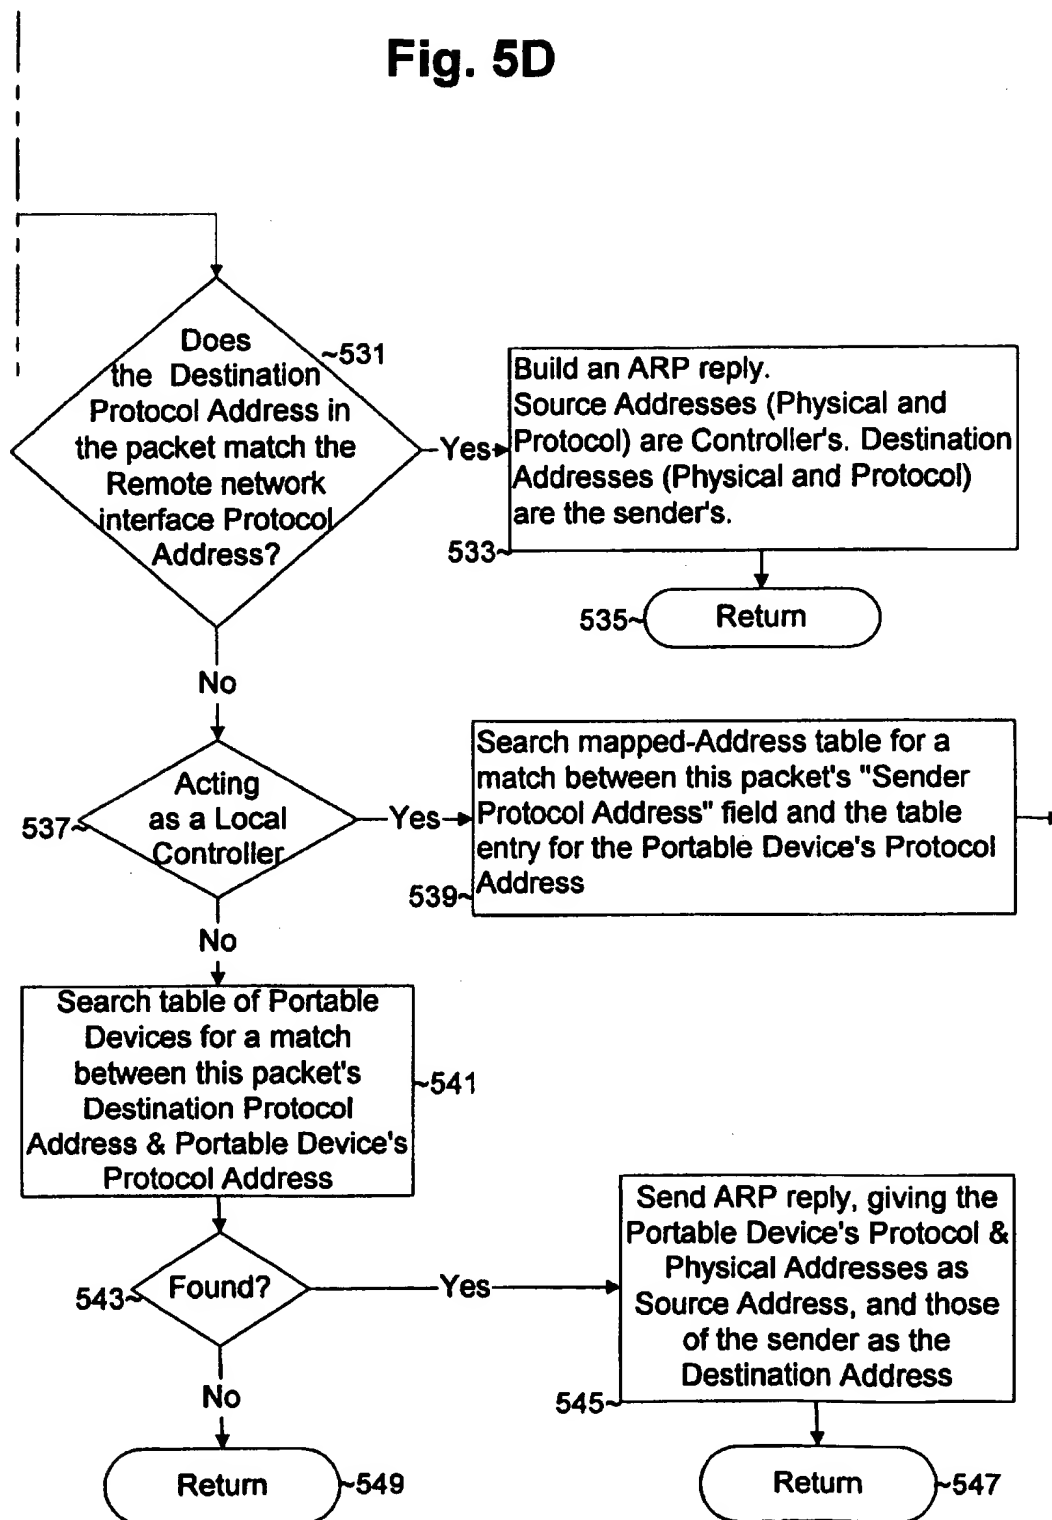 Fig. 5D
Does
the Destination
Protocol Address in
the packet match the
Remote network
interface Protocol
Address?
~531
Yes
Build an ARP reply.
Source Addresses (Physical and
Protocol) are Controller's. Destination
Addresses (Physical and Protocol)
are the sender's.
533~
535~
Return
No
Acting
as a Local
Controller
537~
Yes
Search mapped-Address table for a
match between this packet's "Sender
Protocol Address" field and the table
entry for the Portable Device's Protocol
Address
539~
No
Search table of Portable
Devices for a match
between this packet's
Destination Protocol
Address & Portable Device's
Protocol Address
~541
543~
Found?
Yes
Send ARP reply, giving the
Portable Device's Protocol &
Physical Addresses as
Source Address, and those
of the sender as the
Destination Address
545~
No
Return
~549
Return
~547